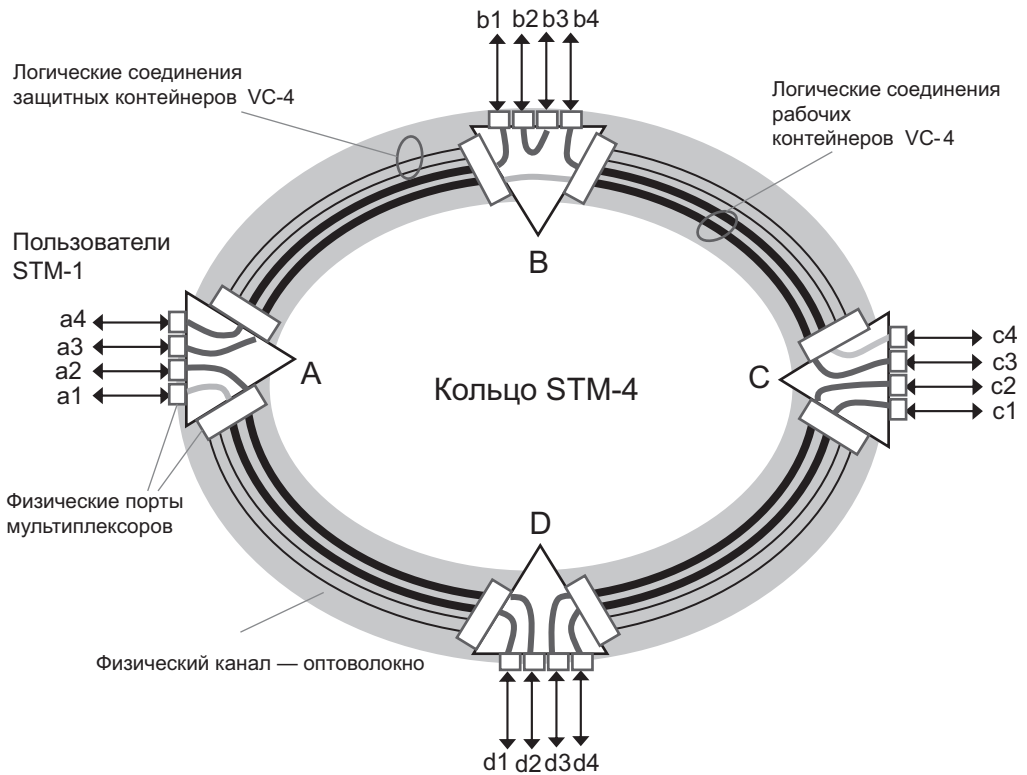 b1 b2 b3 b4
Логические соединения
защитных контейнеров VC-4
Логические соединения
рабочих
контейнеров VC-4
Пользователи
STM-1
B
a4
a3
a2
a1
A
Кольцо STM-4
C
c4
c3
c2
c1
Физические порты
мультиплексоров
D
Физический канал — оптоволокно
d1 d2 d3 d4